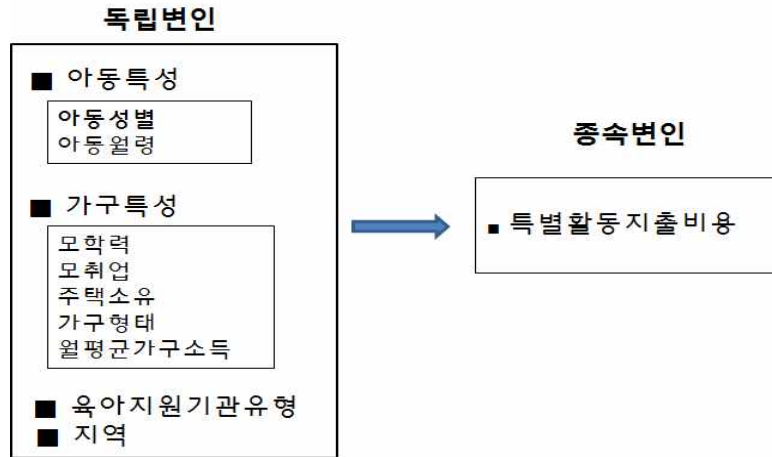 독립변인
■ 아동특성
아동성별
아동월령
■ 가구특성
모학력
모취업
주택소유
가구형태
월평균가구소득
■ 육아지원기관유형
■ 지역
종속변인
■ 특별활동지출비용